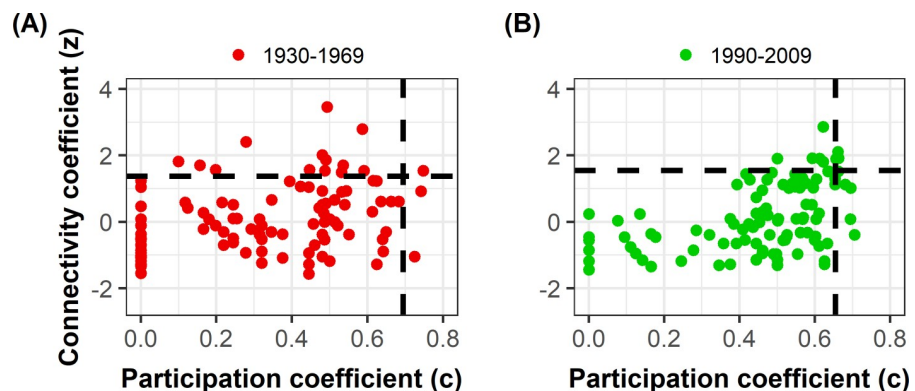 (A)
1930-1969
Connectivity coefficient (z)
4
2
0
-2
0.0 0.2 0.4 0.6 0.8
Participation coefficient (c)
(B)
1990-2009
4
2
0
-2
0.0 0.2 0.4 0.6 0.8
Participation coefficient (c)